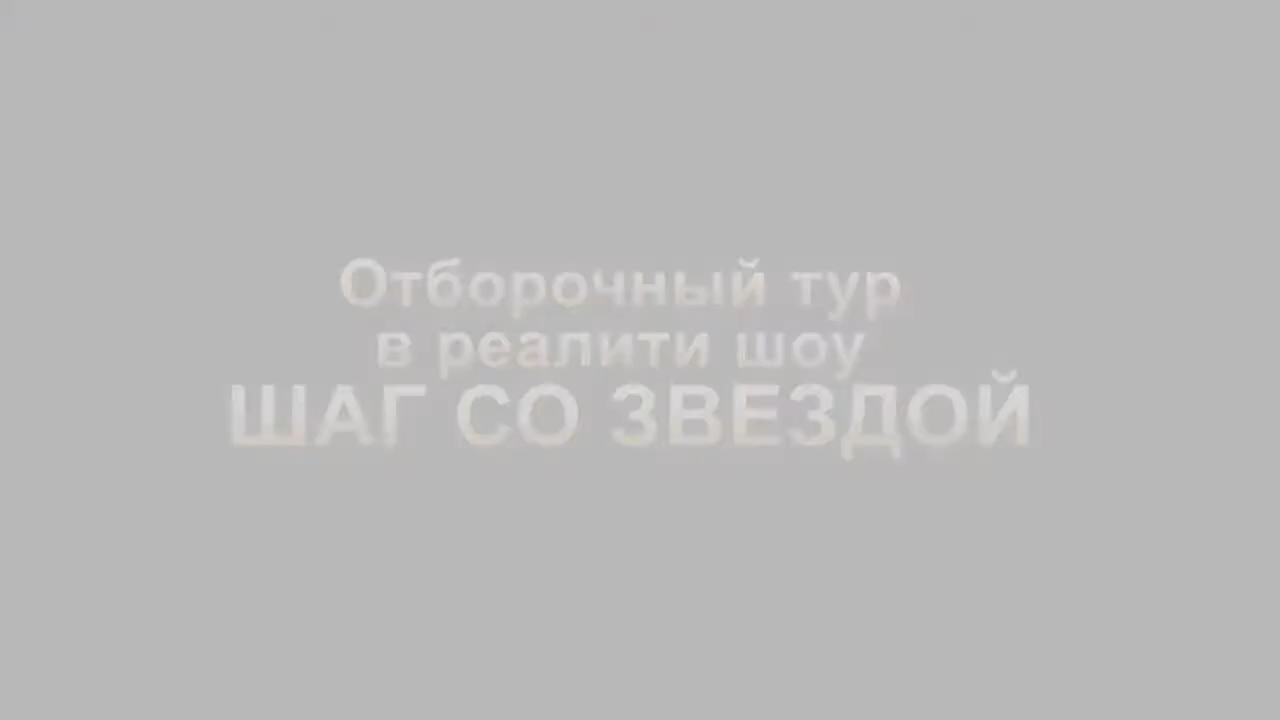 Отборочный тур
в реалити шоу
ШАГ СО ЗВЕЗДОЙ